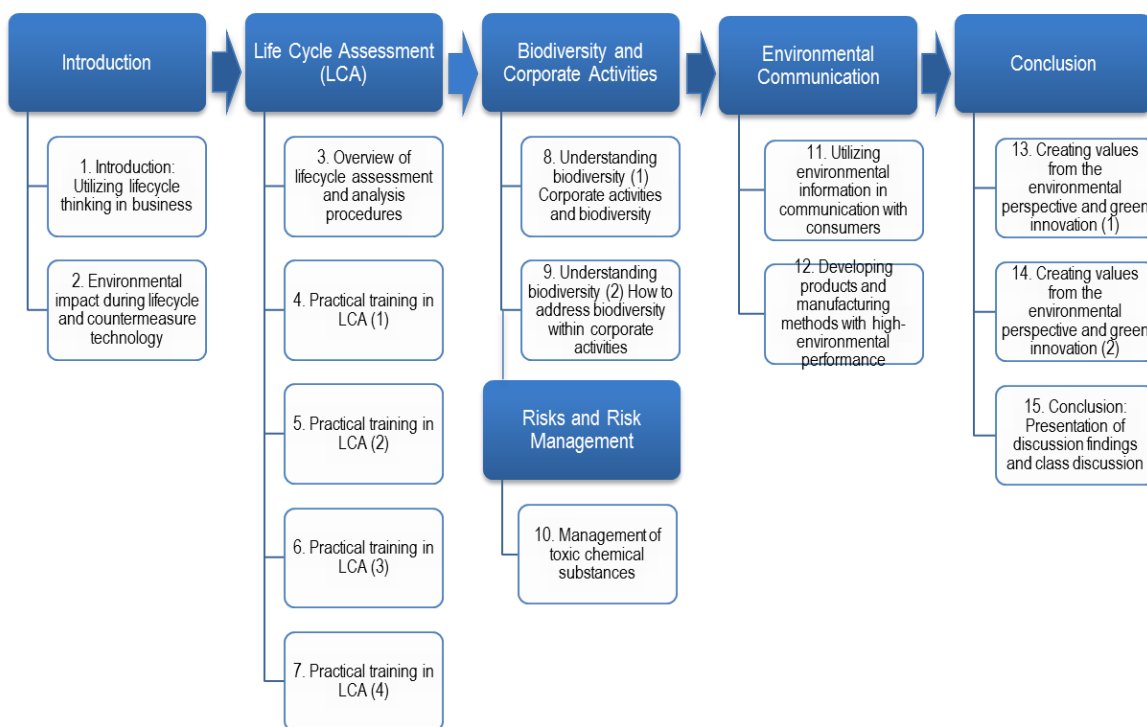 Introduction
1. Introduction:
Utilizing lifecycle
thinking in business
2. Environmental
impact during lifecycle
and countermeasure
technology
Life Cycle Assessment
(LCA)
3. Overview of
lifecycle assessment
and analysis
procedures
4. Practical training in
LCA (1)
5. Practical training in
LCA (2)
6. Practical training in
LCA (3)
7. Practical training in
LCA (4)
Biodiversity and
Corporate Activities
8. Understanding
biodiversity (1)
Corporate activities
and biodiversity
9. Understanding
biodiversity (2) How to
address biodiversity
within corporate
activities
Risks and Risk
Management
10. Management of
toxic chemical
substances
Environmental
Communication
11. Utilizing
environmental
information in
communication with
consumers
12. Developing
products and
manufacturing
methods with high-
environmental
performance
Conclusion
13. Creating values
from the
environmental
perspective and green
innovation (1)
14. Creating values
from the
environmental
perspective and green
innovation (2)
15. Conclusion:
Presentation of
discussion findings
and class discussion